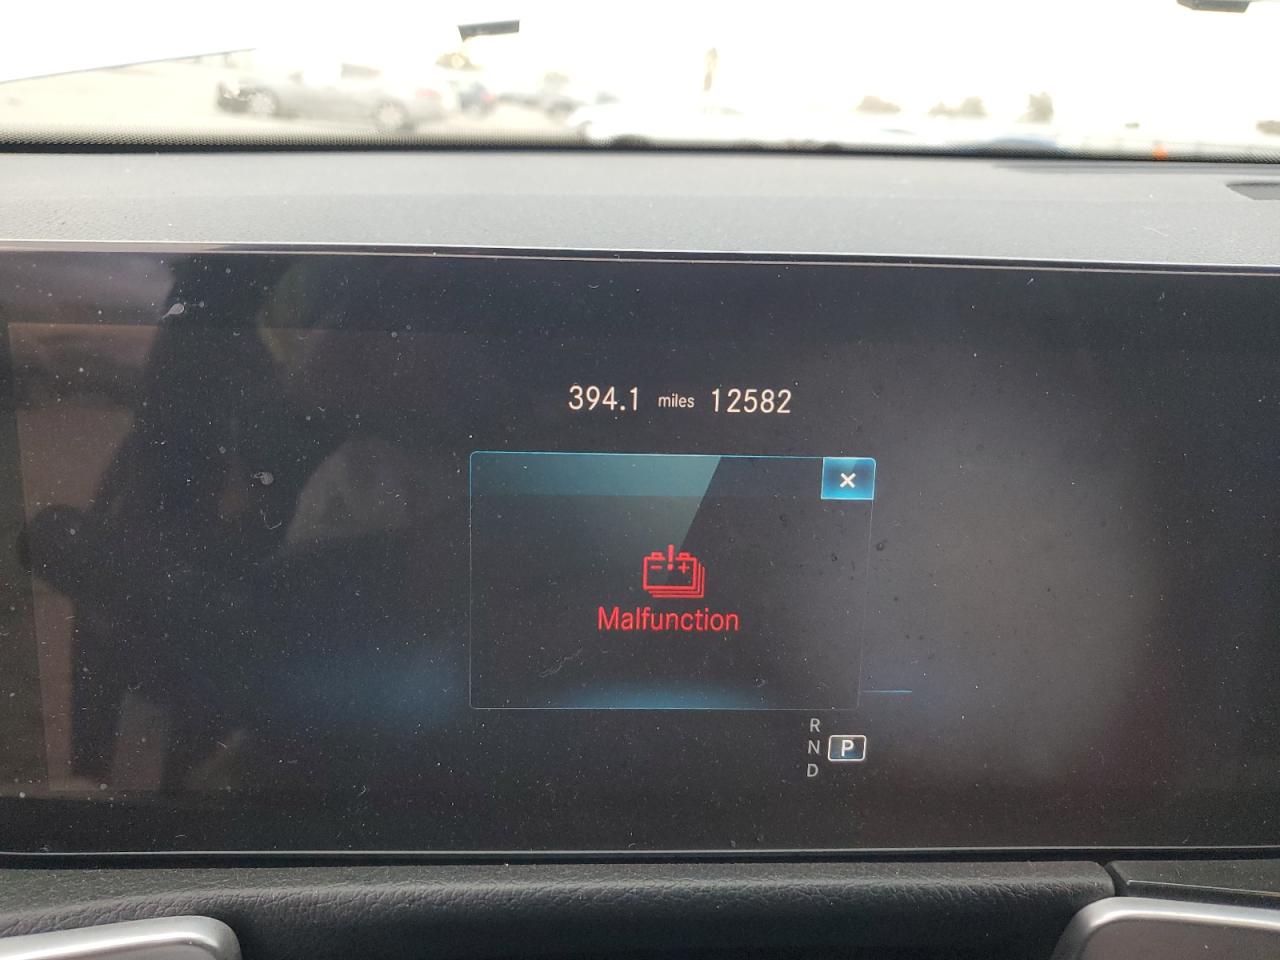 394.1 miles 12582
×
Malfunction
R
N P
D